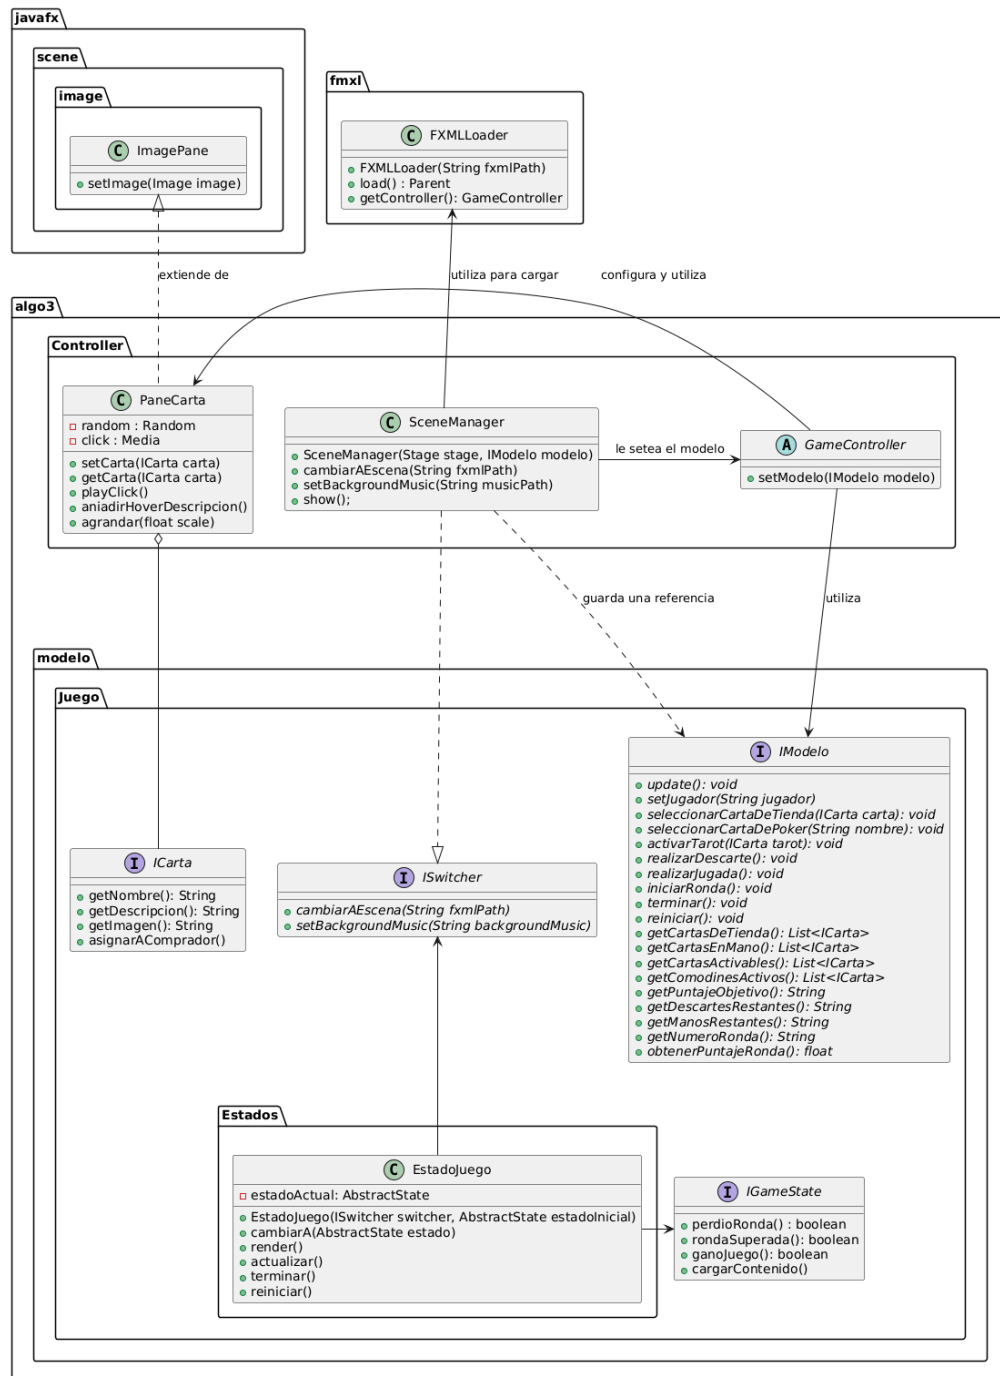 javafx
scene
image
C ImagePane
setImage(Image image)
fmxl
C FXMLLoader
FXMLLoader(String fxmlPath)
load() : Parent
getController(): GameController
extiende de
utiliza para cargar
configura y utiliza
algo3
Controller
C PaneCarta
random : Random
click : Media
setCarta(ICarta carta)
getCarta(ICarta carta)
playClick()
aniadirHoverDescripcion()
agrandar(float scale)
C SceneManager
SceneManager(Stage stage, IModelo modelo)
cambiarAEscena(String fxmlPath)
setBackgroundMusic(String musicPath)
show();
le setea el modelo
A GameController
setModelo(IModelo modelo)
guarda una referencia
utiliza
modelo
Juego
I IModelo
update(): void
setJugador(String jugador)
seleccionarCartaDeTienda(ICarta carta): void
seleccionarCartaDePoker(String nombre): void
activarTarot(ICarta tarot): void
realizarDescarte(): void
realizarJugada(): void
iniciarRonda(): void
terminar(): void
reiniciar(): void
getCartasDeTienda(): List<ICarta>
getCartasEnMano(): List<ICarta>
getCartasActivables(): List<ICarta>
getComodinesActivos(): List<ICarta>
getPuntajeObjetivo(): String
getDescartesRestantes(): String
getManosRestantes(): String
getNumeroRonda(): String
obtenerPuntajeRonda(): float
I ICarta
getNombre(): String
getDescripcion(): String
getImagen(): String
asignarAComprador()
I ISwitcher
cambiarAEscena(String fxmlPath)
setBackgroundMusic(String backgroundMusic)
Estados
C EstadoJuego
estadoActual: AbstractState
EstadoJuego(ISwitcher switcher, AbstractState estadoInicial)
cambiarA(AbstractState estado)
render()
actualizar()
terminar()
reiniciar()
I IGameState
perdioRonda() : boolean
rondaSuperada(): boolean
ganoJuego(): boolean
cargarContenido()